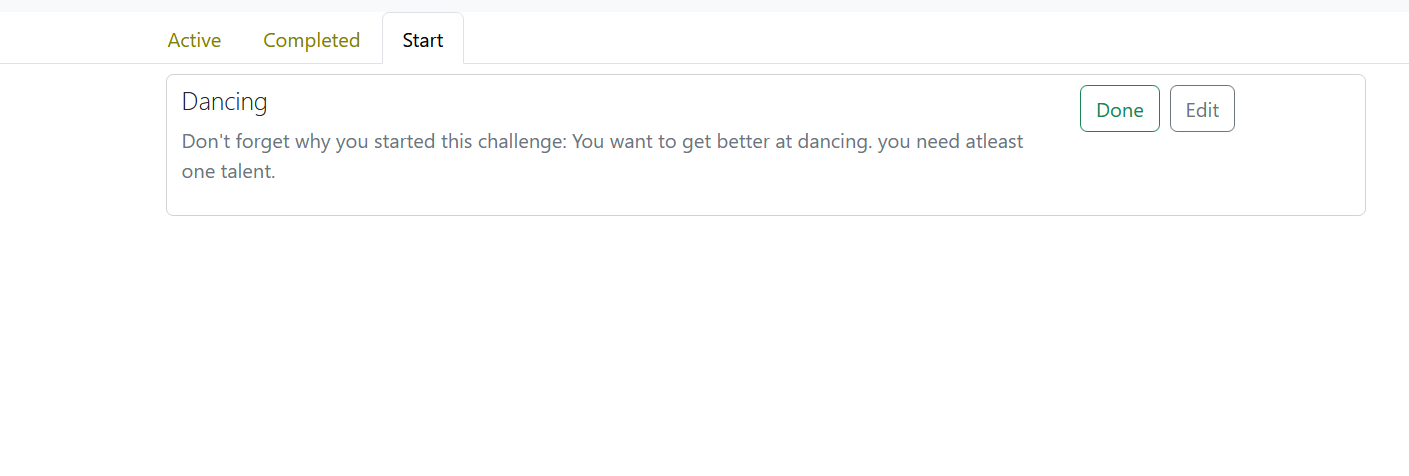 Active Completed Start
Dancing
Done Edit
Don't forget why you started this challenge: You want to get better at dancing. you need atleast
one talent.